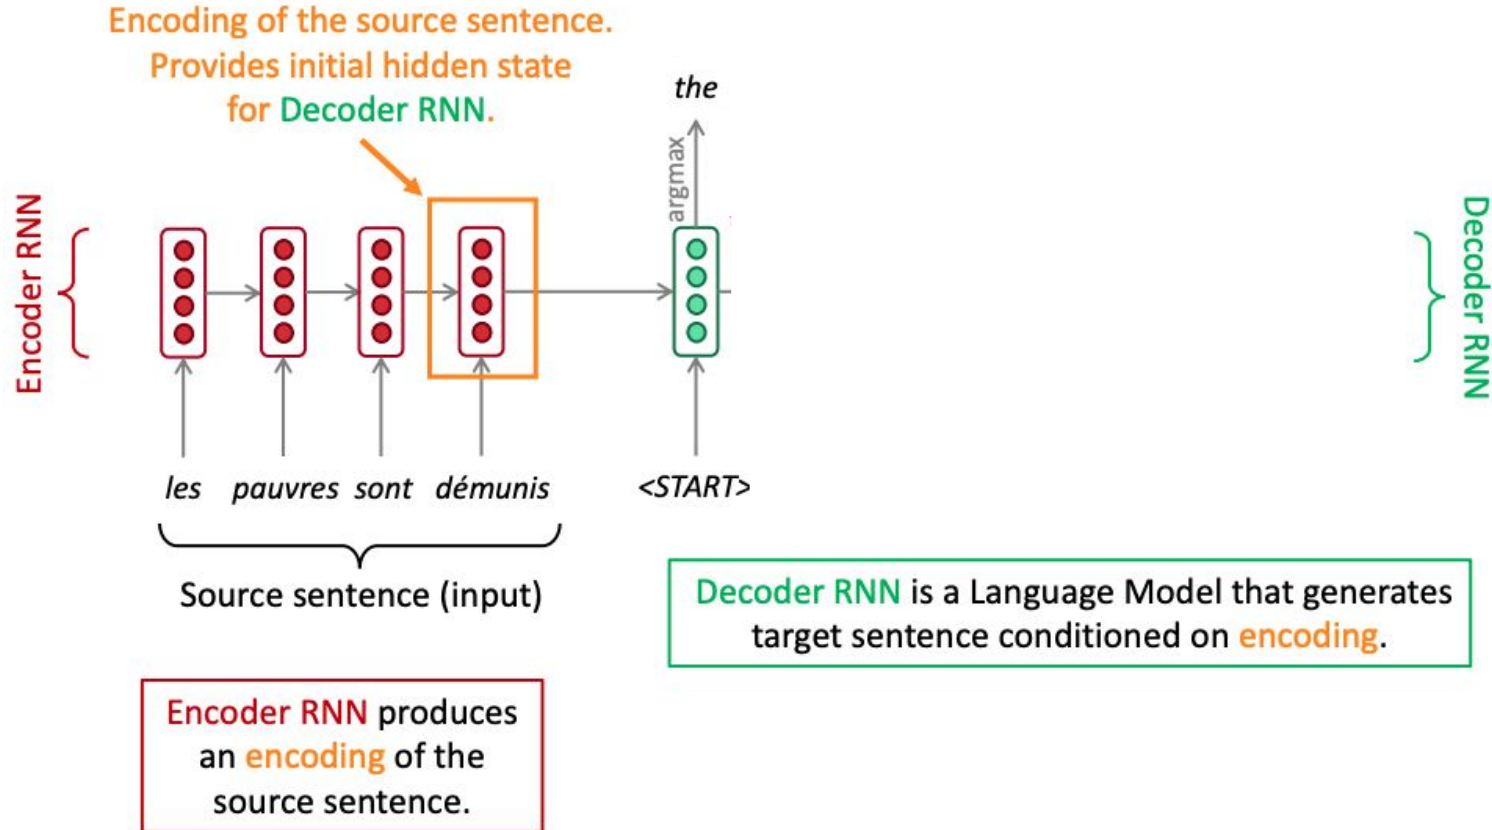 Encoding of the source sentence.
Provides initial hidden state
for Decoder RNN.
the
argmax
Encoder RNN
Decoder RNN
les pauvres sont démunis
<START>
Source sentence (input)
Decoder RNN is a Language Model that generates
target sentence conditioned on encoding.
Encoder RNN produces
an encoding of the
source sentence.